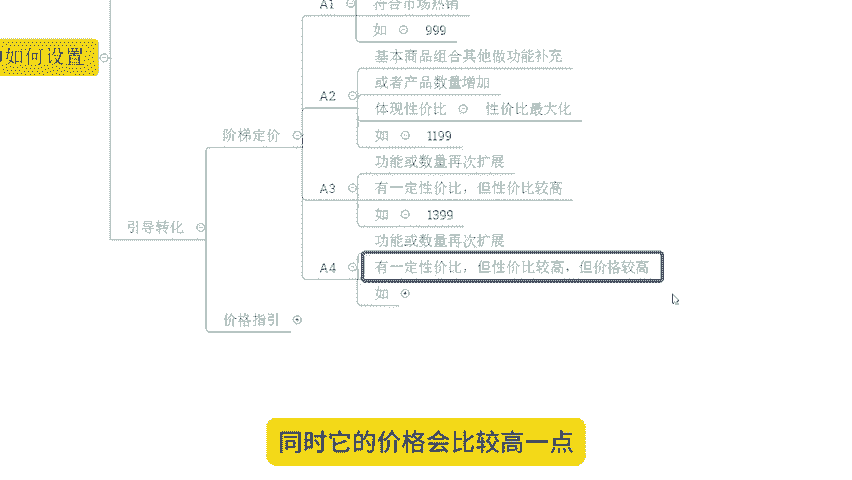 A1
符合市场热销
如 999
如何设置
基本商品组合其他做功能补充
或者产品数量增加
A2
体现性价比 性价比最大化
阶梯定价
如 1199
功能或数量再次扩展
A3
有一定性价比，但性价比较高
如 1399
引导转化
功能或数量再次扩展
A4
有一定性价比，但性价比较高，但价格较高
如
价格指引
同时它的价格会比较高一点